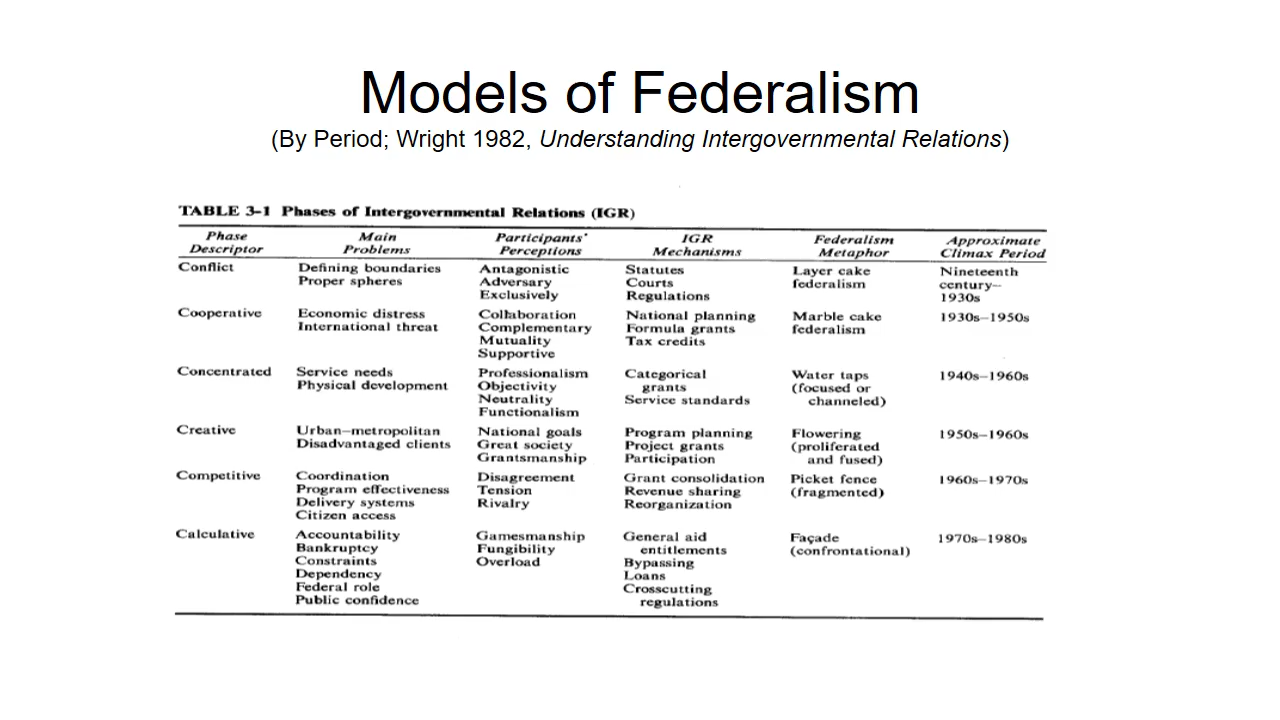 Models of Federalism
(By Period; Wright 1982, Understanding Intergovernmental Relations)
TABLE 3–1 Phases of Intergovernmental Relations (IGR)
Phase Main Participants' IGR Federalism Approximate
Descriptor Problems Perceptions Mechanisms Metaphor Climax Period
Conflict Defining boundaries Antagonistic Statutes Layer cake Nineteenth
Proper spheres Adversary Courts federalism century–
Exclusively Regulations 1930s
Cooperative Economic distress Collaboration National planning Marble cake 1930s–1950s
International threat Complementary Formula grants federalism
Mutuality Tax credits
Supportive
Concentrated Service needs Professionalism Categorical Water taps 1940s–1960s
Physical development Objectivity grants (focused or
Neutrality Service standards channeled)
Functionalism
Creative Urban–metropolitan National goals Program planning Flowering 1950s–1960s
Disadvantaged clients Great society Project grants (proliferated
Grantsmanship Participation and fused)
Competitive Coordination Disagreement Grant consolidation Picket fence 1960s–1970s
Program effectiveness Tension Revenue sharing (fragmented)
Delivery systems Rivalry Reorganization
Citizen access
Calculative Accountability Gamesmanship General aid Façade 1970s–1980s
Bankruptcy Fungibility entitlements (confrontational)
Constraints Overload Bypassing
Dependency Loans
Federal role Crosscutting
Public confidence regulations